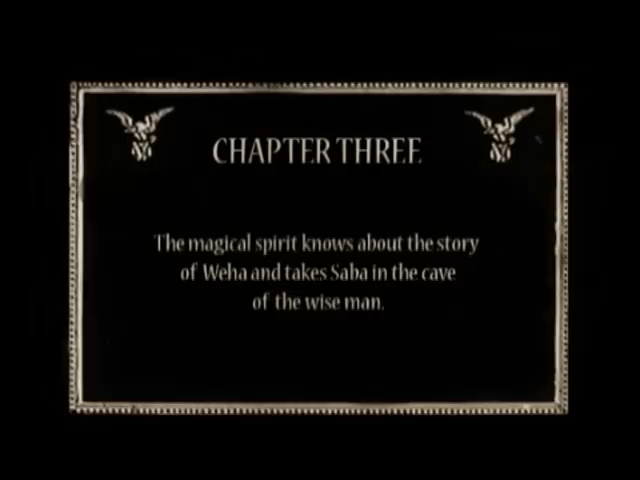 CHAPTER THREE
The magical spirit knows about the story
of Weha and takes Saba in the cave
of the wise man.